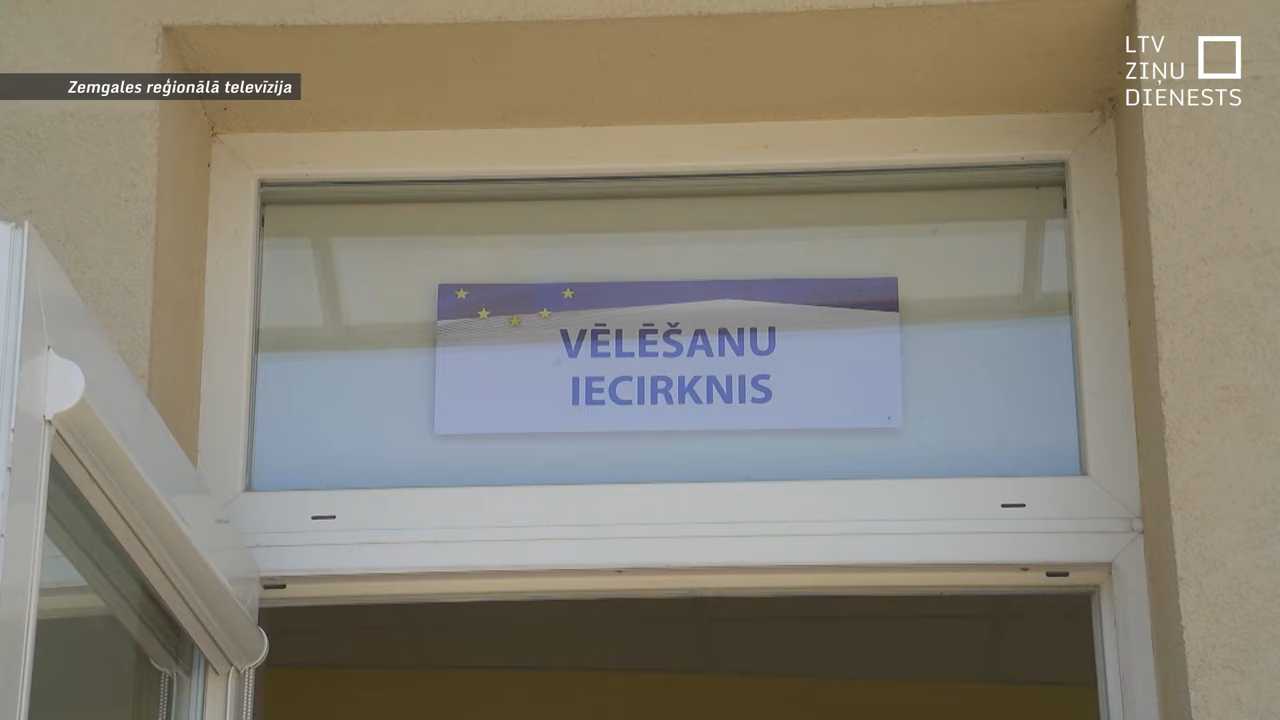 Zemgales reģionālā televīzija
LTV
ZIŅU
DIENESTS
VĒLĒŠANU
IECIRKNIS